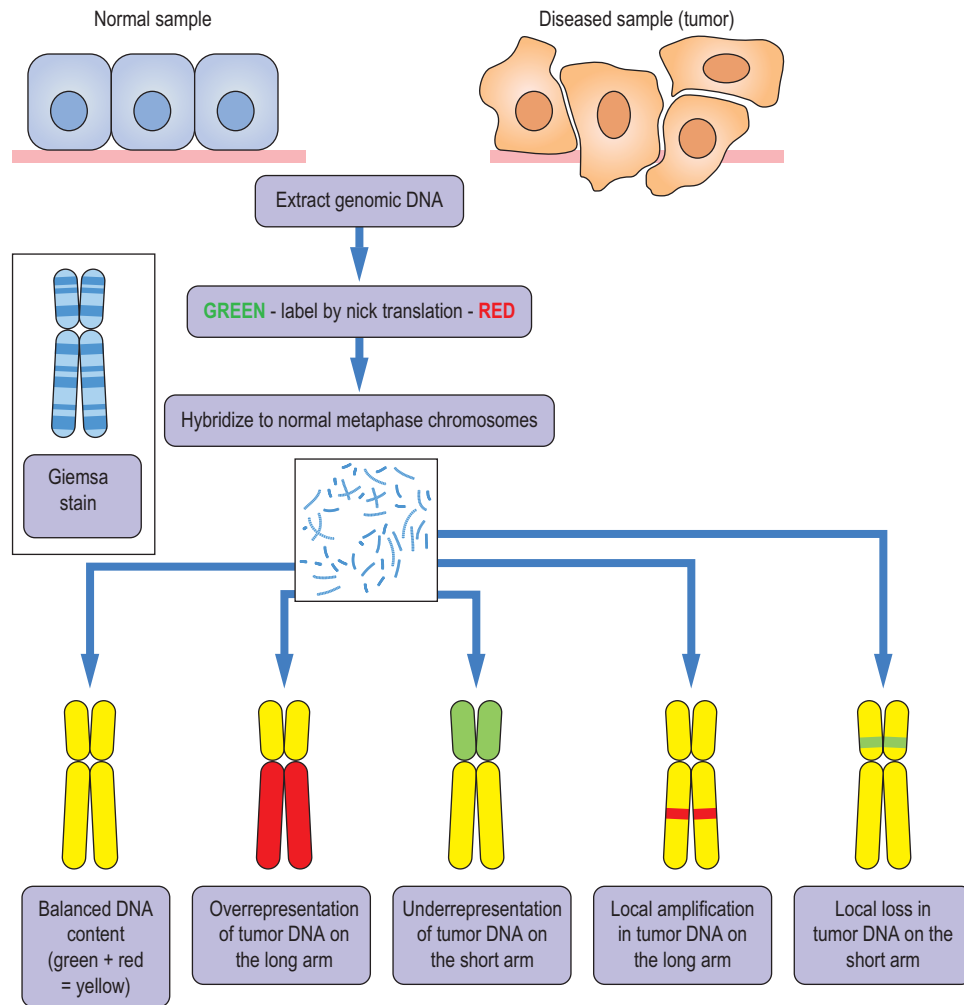 Normal sample
Diseased sample (tumor)
Extract genomic DNA
GREEN - label by nick translation - RED
Hybridize to normal metaphase chromosomes
Giemsa
stain
Balanced DNA
content
(green + red
= yellow)
Overrepresentation
of tumor DNA on
the long arm
Underrepresentation
of tumor DNA on
the short arm
Local amplification
in tumor DNA on
the long arm
Local loss in
tumor DNA on the
short arm